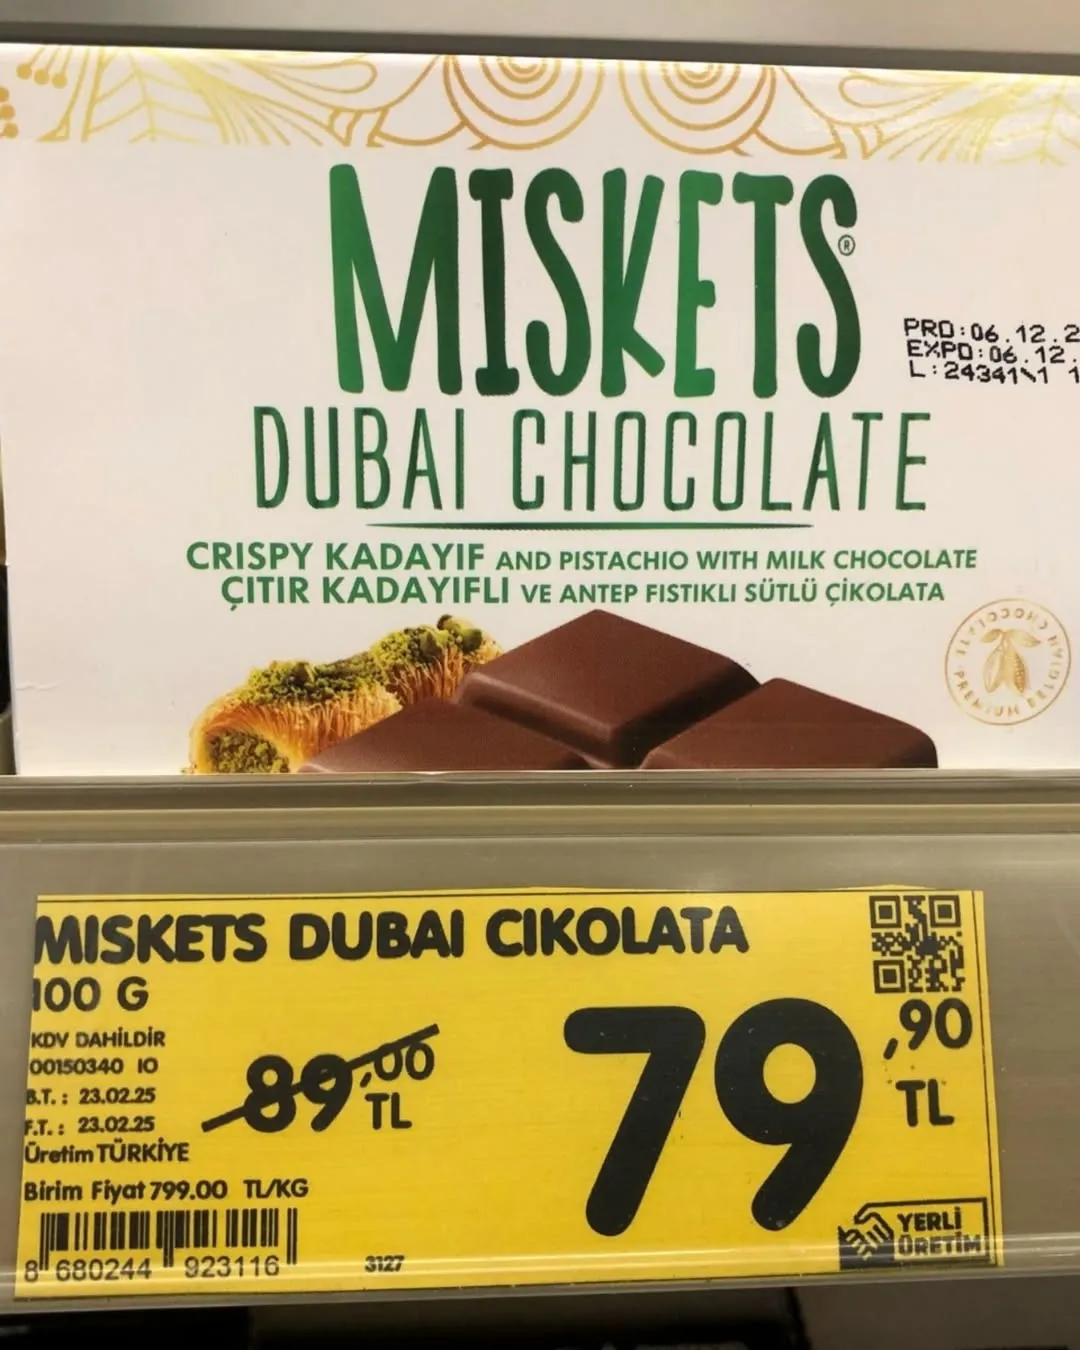 MISKETS®
DUBAI CHOCOLATE
CRISPY KADAYIF AND PISTACHIO WITH MILK CHOCOLATE
ÇITIR KADAYIFLI VE ANTEP FISTIKLI SÜTLÜ ÇİKOLATA
PRD:06.12.2
EXPD:06.12.
L:24341\1 1
PREMIUM BELGIAN CHOCOLATE
MISKETS DUBAI CIKOLATA
100 G
KDV DAHİLDİR
00150340 IO
B.T.: 23.02.25
F.T.: 23.02.25
Üretim TÜRKİYE
Birim Fiyat 799.00 TL/KG
8 680244 923116
3127
89,00 TL
79,90 TL
YERLİ
ÜRETİM